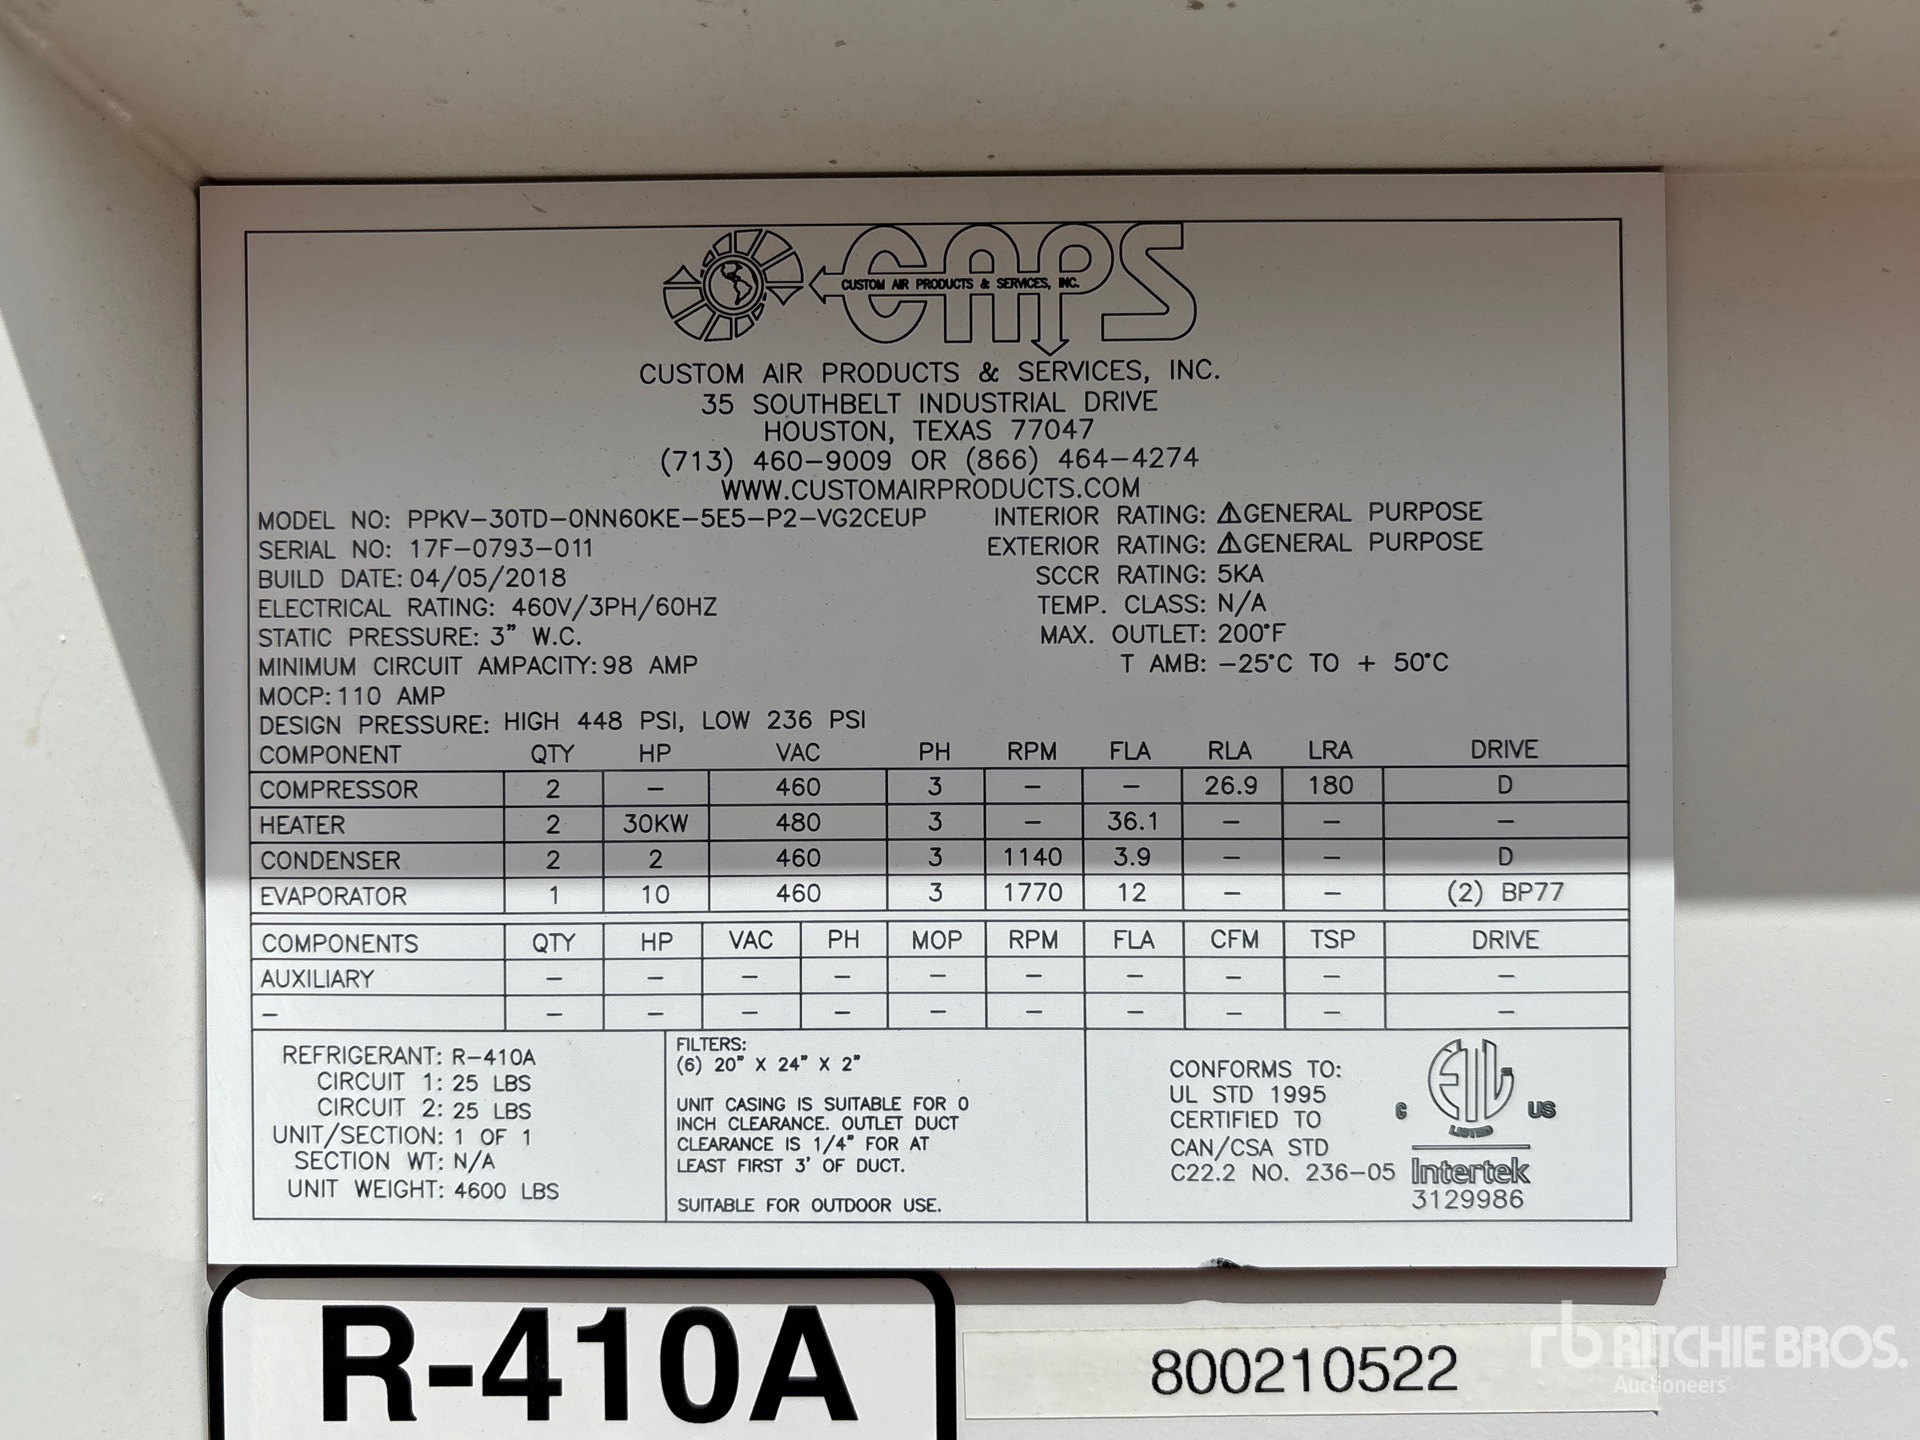 CAPS
CUSTOM AIR PRODUCTS & SERVICES, INC.
CUSTOM AIR PRODUCTS & SERVICES, INC.
35 SOUTHBELT INDUSTRIAL DRIVE
HOUSTON, TEXAS 77047
(713) 460-9009 OR (866) 464-4274
WWW.CUSTOMAIRPRODUCTS.COM
MODEL NO: PPKV-30TD-0NN60KE-5E5-P2-VG2CEUP INTERIOR RATING: ⚠GENERAL PURPOSE
SERIAL NO: 17F-0793-011 EXTERIOR RATING: ⚠GENERAL PURPOSE
BUILD DATE: 04/05/2018 SCCR RATING: 5KA
ELECTRICAL RATING: 460V/3PH/60HZ TEMP. CLASS: N/A
STATIC PRESSURE: 3" W.C. MAX. OUTLET: 200°F
MINIMUM CIRCUIT AMPACITY: 98 AMP T AMB: -25°C TO + 50°C
MOCP: 110 AMP
DESIGN PRESSURE: HIGH 448 PSI, LOW 236 PSI
COMPONENT QTY HP VAC PH RPM FLA RLA LRA DRIVE
COMPRESSOR 2 - 460 3 - - 26.9 180 D
HEATER 2 30KW 480 3 - 36.1 - - -
CONDENSER 2 2 460 3 1140 3.9 - - D
EVAPORATOR 1 10 460 3 1770 12 - - (2) BP77
COMPONENTS QTY HP VAC PH MOP RPM FLA CFM TSP DRIVE
AUXILIARY - - - - - - - - - -
- - - - - - - - - - -
REFRIGERANT: R-410A
CIRCUIT 1: 25 LBS
CIRCUIT 2: 25 LBS
UNIT/SECTION: 1 OF 1
SECTION WT: N/A
UNIT WEIGHT: 4600 LBS
FILTERS:
(6) 20" X 24" X 2"
UNIT CASING IS SUITABLE FOR 0
INCH CLEARANCE. OUTLET DUCT
CLEARANCE IS 1/4" FOR AT
LEAST FIRST 3' OF DUCT.
SUITABLE FOR OUTDOOR USE.
CONFORMS TO:
UL STD 1995
CERTIFIED TO
CAN/CSA STD
C22.2 NO. 236-05
C ETL US
LISTED
Intertek
3129986
R-410A
800210522
rb RITCHIE BROS.
Auctioneers